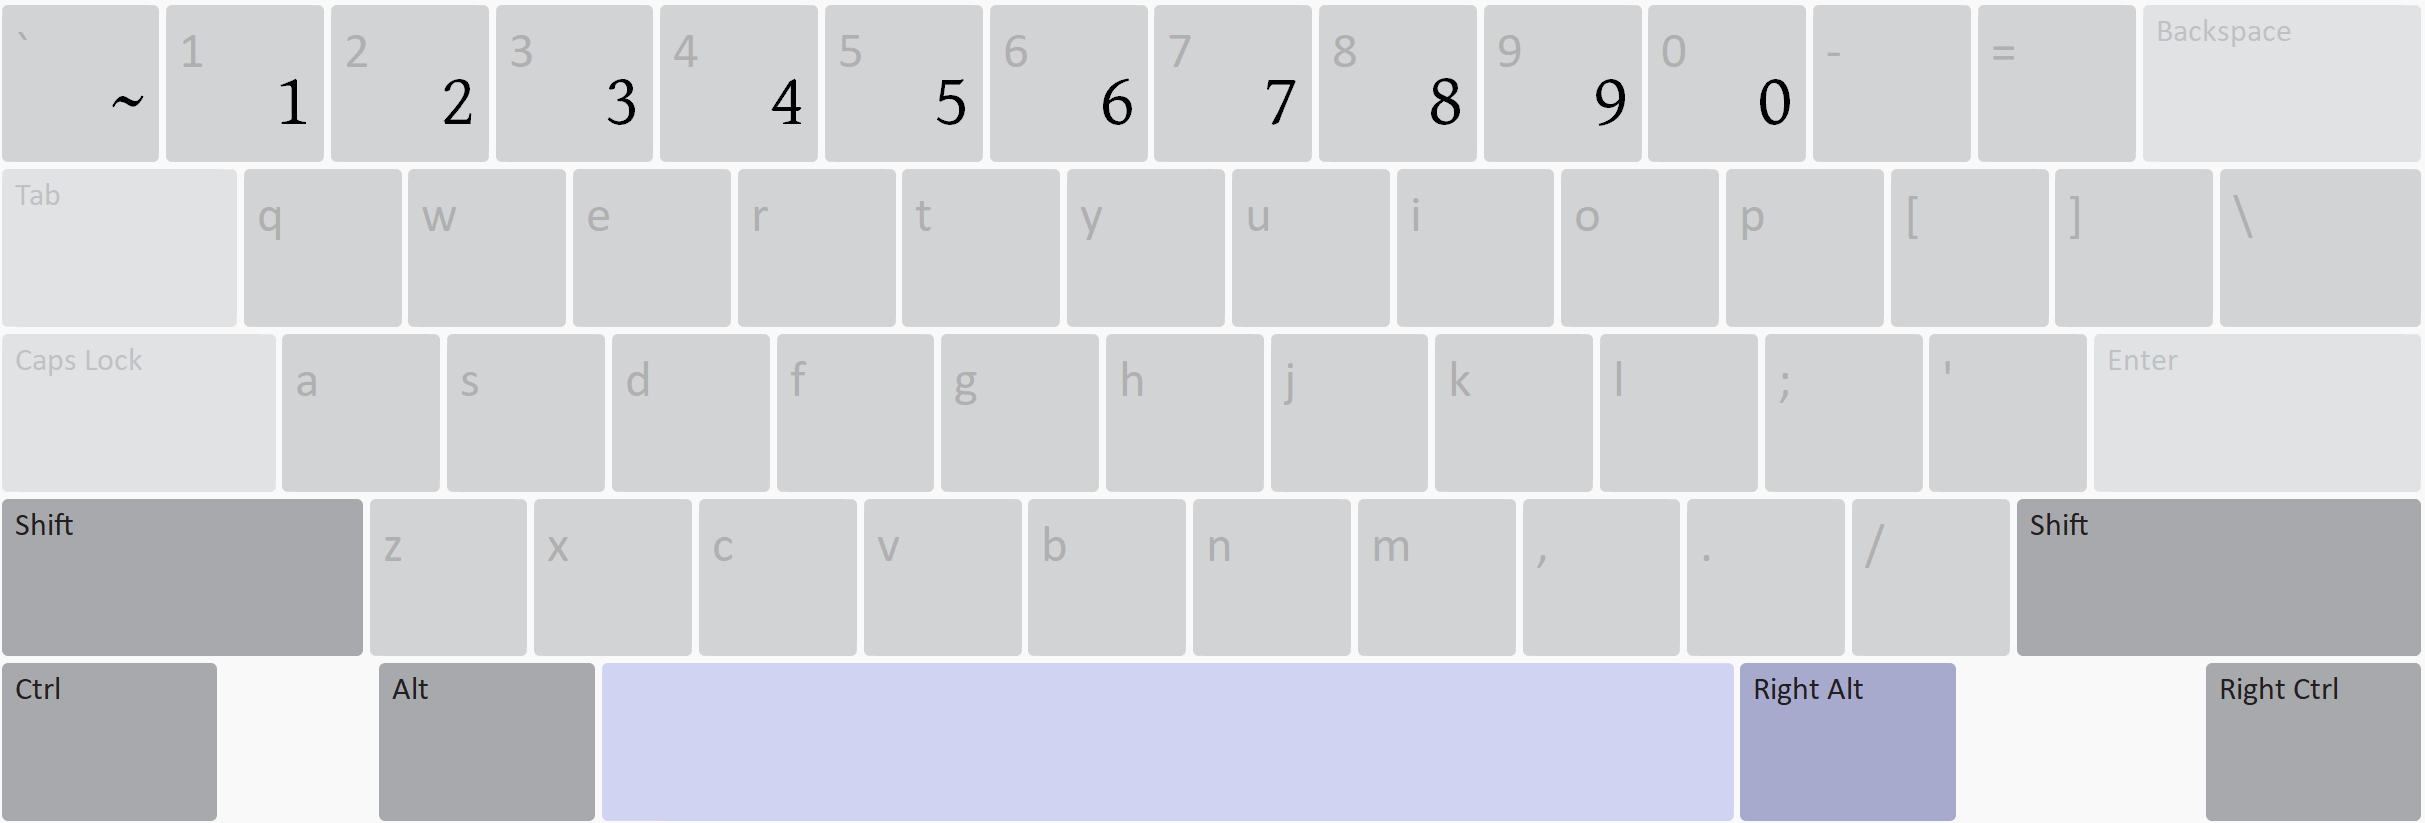 ` ~ 1 1 2 2 3 3 4 4 5 5 6 6 7 7 8 8 9 9 0 0 - = Backspace
Tab q w e r t y u i o p [ ] \
Caps Lock a s d f g h j k l ; ' Enter
Shift z x c v b n m , . / Shift
Ctrl Alt Right Alt Right Ctrl